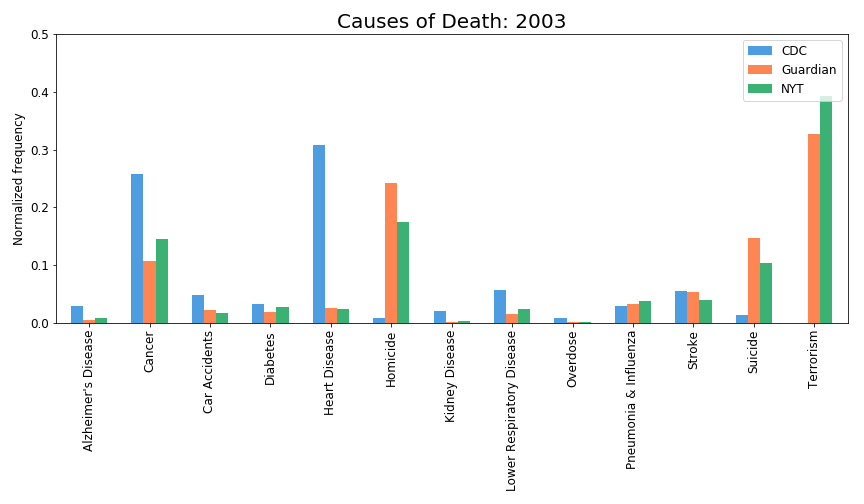 Causes of Death: 2003
CDC
Guardian
NYT
Normalized frequency
0.5
0.4
0.3
0.2
0.1
0.0
Alzheimer's Disease
Cancer
Car Accidents
Diabetes
Heart Disease
Homicide
Kidney Disease
Lower Respiratory Disease
Overdose
Pneumonia & Influenza
Stroke
Suicide
Terrorism